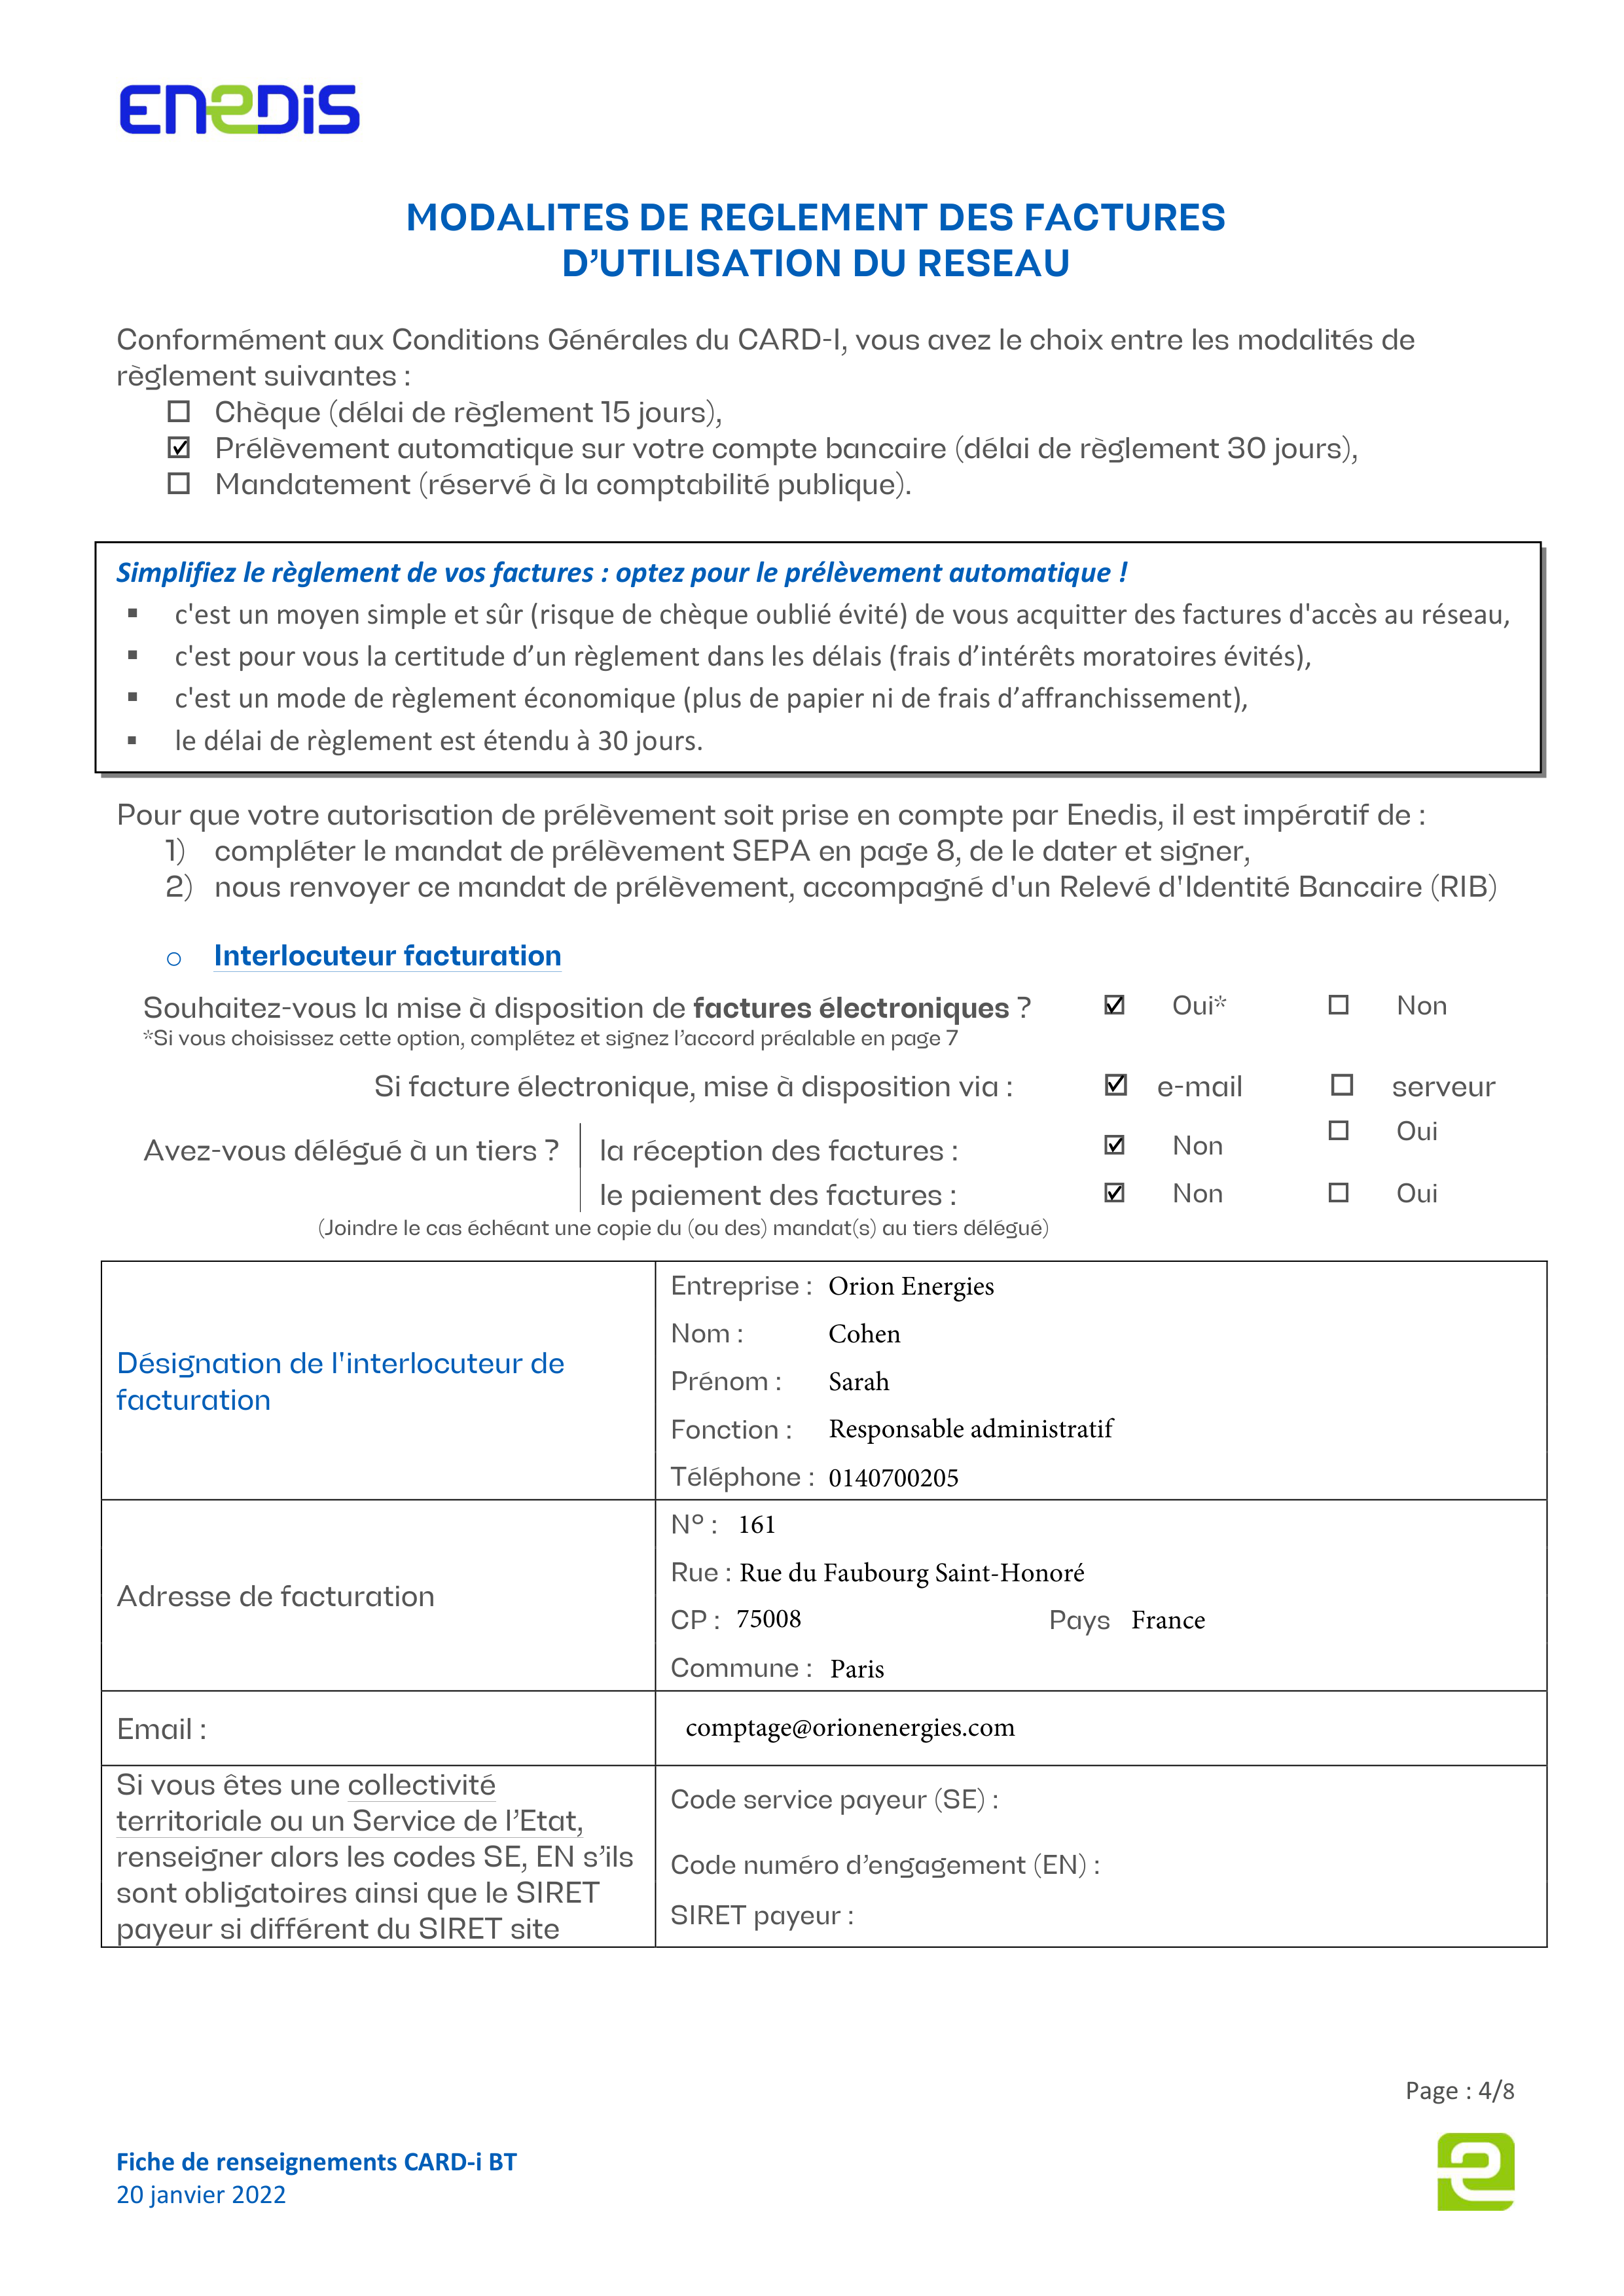 ENEDIS
MODALITES DE REGLEMENT DES FACTURES
D’UTILISATION DU RESEAU
Conformément aux Conditions Générales du CARD-I, vous avez le choix entre les modalités de
règlement suivantes :
☐ Chèque (délai de règlement 15 jours),
☑ Prélèvement automatique sur votre compte bancaire (délai de règlement 30 jours),
☐ Mandatement (réservé à la comptabilité publique).
Simplifiez le règlement de vos factures : optez pour le prélèvement automatique !
▪ c'est un moyen simple et sûr (risque de chèque oublié évité) de vous acquitter des factures d'accès au réseau,
▪ c'est pour vous la certitude d’un règlement dans les délais (frais d’intérêts moratoires évités),
▪ c'est un mode de règlement économique (plus de papier ni de frais d’affranchissement),
▪ le délai de règlement est étendu à 30 jours.
Pour que votre autorisation de prélèvement soit prise en compte par Enedis, il est impératif de :
1) compléter le mandat de prélèvement SEPA en page 8, de le dater et signer,
2) nous renvoyer ce mandat de prélèvement, accompagné d'un Relevé d'Identité Bancaire (RIB)
o Interlocuteur facturation
Souhaitez-vous la mise à disposition de factures électroniques ? ☑ Oui* ☐ Non
*Si vous choisissez cette option, complétez et signez l’accord préalable en page 7
Si facture électronique, mise à disposition via : ☑ e-mail ☐ serveur
Avez-vous délégué à un tiers ? la réception des factures : ☑ Non ☐ Oui
le paiement des factures : ☑ Non ☐ Oui
(Joindre le cas échéant une copie du (ou des) mandat(s) au tiers délégué)
Désignation de l'interlocuteur de
facturation
Entreprise : Orion Energies
Nom : Cohen
Prénom : Sarah
Fonction : Responsable administratif
Téléphone : 0140700205
Adresse de facturation
N° : 161
Rue : Rue du Faubourg Saint-Honoré
CP : 75008 Pays France
Commune : Paris
Email : comptage@orionenergies.com
Si vous êtes une collectivité
territoriale ou un Service de l’Etat,
renseigner alors les codes SE, EN s’ils
sont obligatoires ainsi que le SIRET
payeur si différent du SIRET site
Code service payeur (SE) :
Code numéro d’engagement (EN) :
SIRET payeur :
Page : 4/8
Fiche de renseignements CARD-i BT
20 janvier 2022